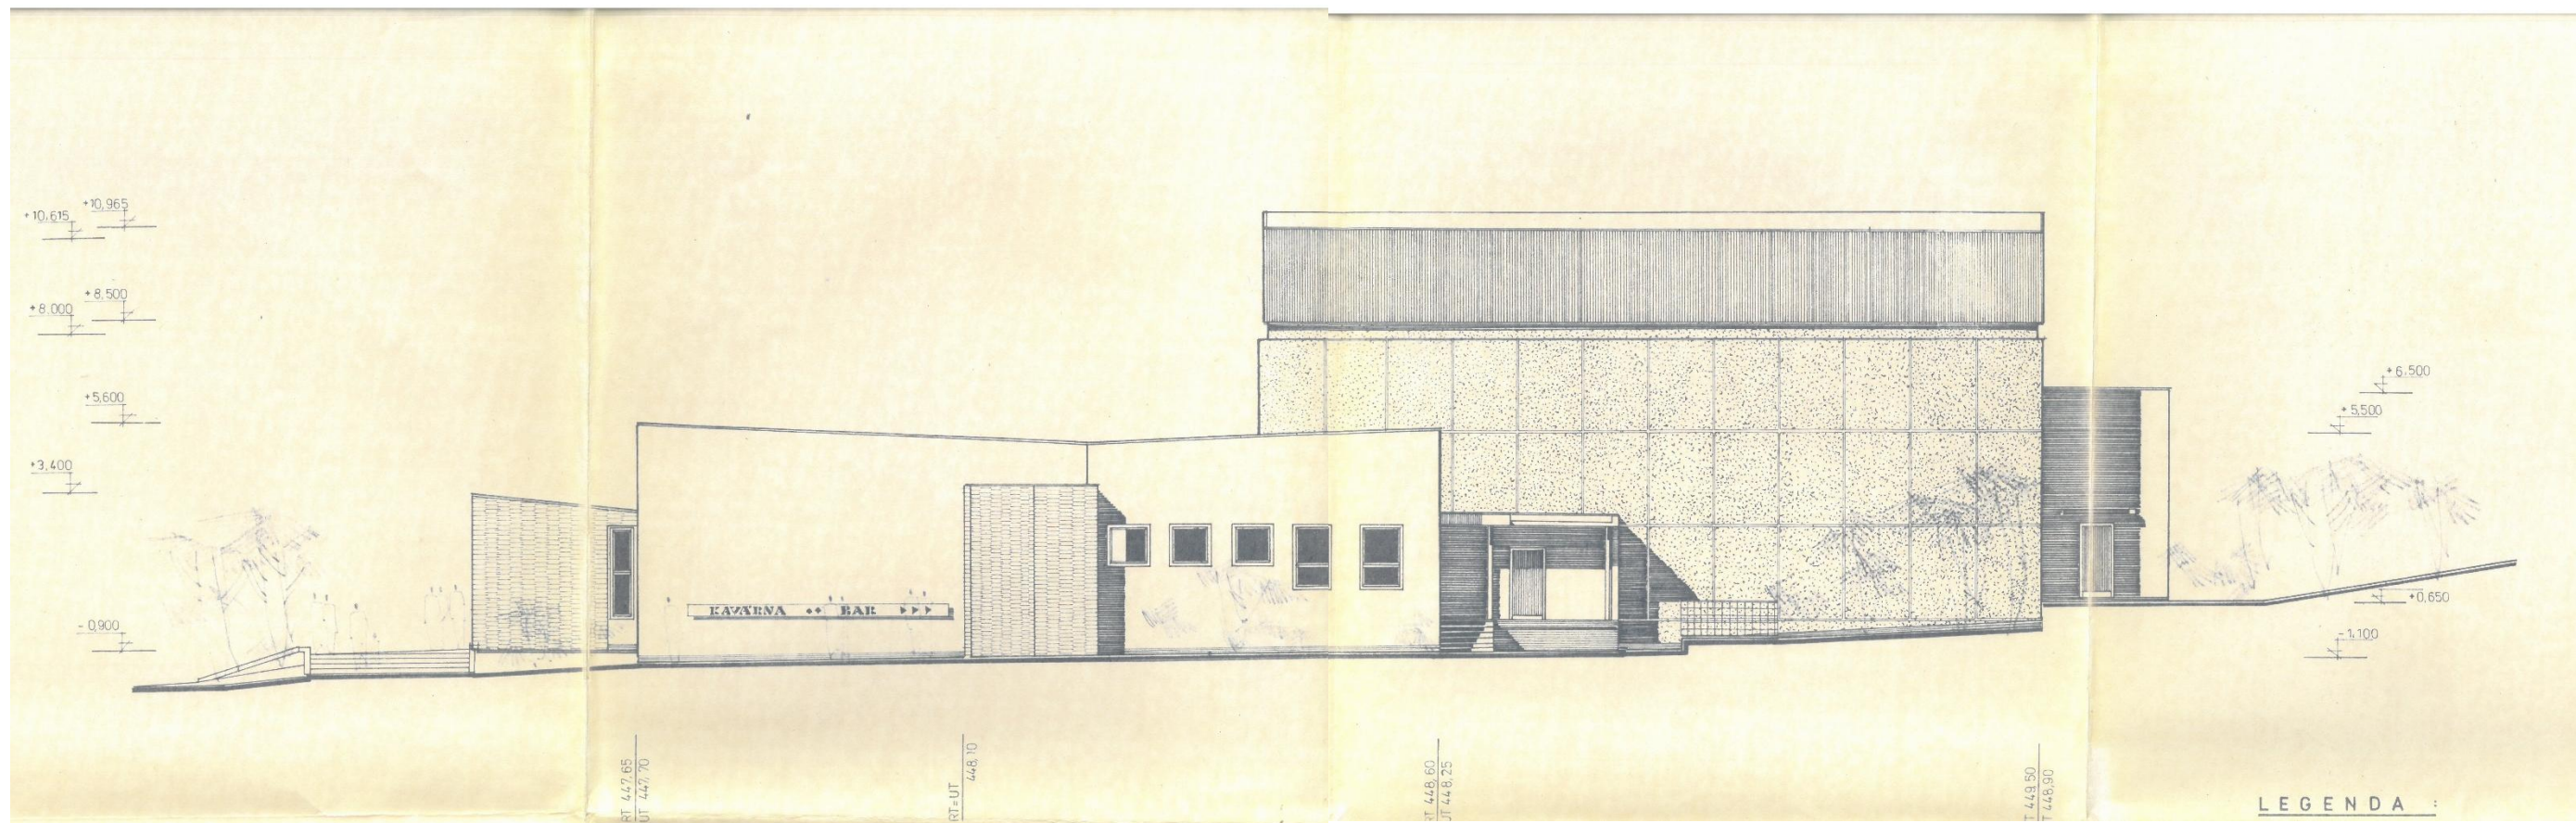 +10,965
+10,615
+8,500
+8,000
+5,600
+3,400
-0,900
KAVÁRNA ♦♦ BAR ▸▸▸
+6,500
+5,500
+0,650
-1,100
RT 447,65
UT 447,70
RT=UT 448,10
RT 448,60
UT 448,25
T 449,50
T 448,90
LEGENDA :